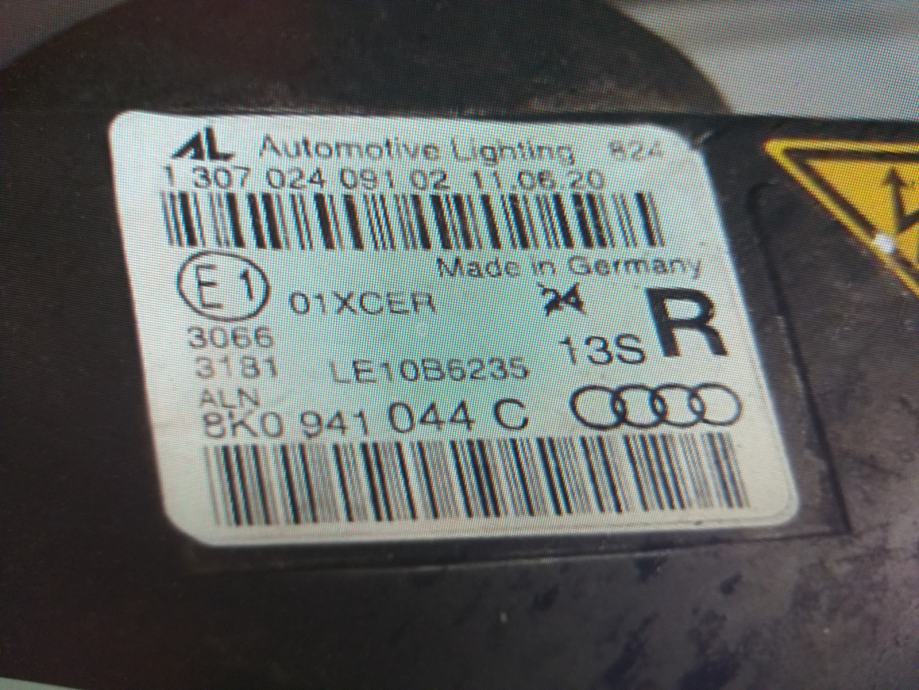 AL Automotive Lighting 824
1 307 024 091 02 11.06.20
Made in Germany
E1 01XCER 24 R
3066
13S
3181 LE10B6235
ALN
8K0 941 044 C